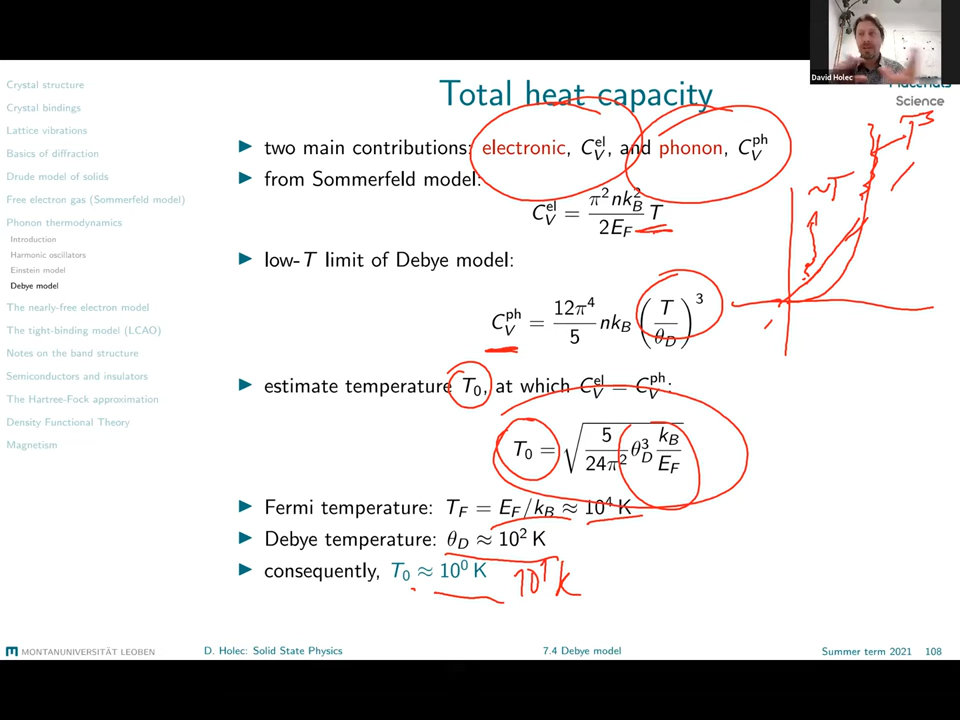 David Holec
Materials
Science
Crystal structure
Crystal bindings
Lattice vibrations
Basics of diffraction
Drude model of solids
Free electron gas (Sommerfeld model)
Phonon thermodynamics
Introduction
Harmonic oscillators
Einstein model
Debye model
The nearly-free electron model
The tight-binding model (LCAO)
Notes on the band structure
Semiconductors and insulators
The Hartree-Fock approximation
Density Functional Theory
Magnetism
Total heat capacity
▶ two main contributions: electronic, C_V^el, and phonon, C_V^ph
▶ from Sommerfeld model:
C_V^el = π²nk_B² / 2E_F T
▶ low-T limit of Debye model:
C_V^ph = 12π⁴ / 5 nk_B (T / θ_D)³
▶ estimate temperature T₀, at which C_V^el = C_V^ph:
T₀ = √(5 / 24π² θ_D³ k_B / E_F)
▶ Fermi temperature: T_F = E_F/k_B ≈ 10⁴ K
▶ Debye temperature: θ_D ≈ 10² K
▶ consequently, T₀ ≈ 10⁰ K 10¹ K
~T
T³
MONTANUNIVERSITÄT LEOBEN
D. Holec: Solid State Physics
7.4 Debye model
Summer term 2021 108